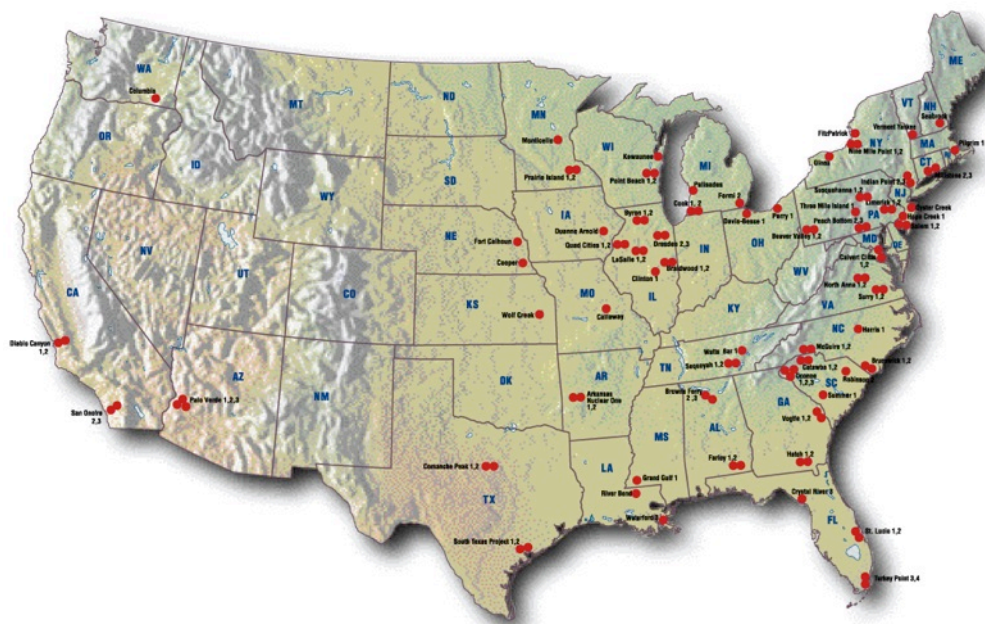 WA
Columbia
OR
ID
MT
ND
SD
WY
NE
NV
UT
CA
CO
KS
AZ
NM
OK
TX
MN
Monticello
Prairie Island 1,2
WI
Kewaunee
Point Beach 1,2
MI
Palisades
Cook 1, 2
Fermi 2
Perry 1
IA
Duane Arnold
Quad Cities 1,2
Byron 1,2
Dresden 2,3
LaSalle 1,2
Braidwood 1,2
Clinton 1
IL
IN
OH
Fort Calhoun
Cooper
Wolf Creek
MO
Callaway
KY
WV
VA
TN
Watts Bar 1
Sequoyah 1,2
Browns Ferry
2 ,3
AR
Arkansas
Nuclear One
1,2
MS
AL
GA
LA
Grand Gulf 1
River Bend
Waterford 3
Farley 1,2
Hatch 1,2
Vogtle 1,2
Crystal River 3
FL
St. Lucie 1,2
Turkey Point 3,4
Comanche Peak 1,2
South Texas Project 1,2
Palo Verde 1,2,3
San Onofre
2,3
Diablo Canyon
1,2
ME
VT
NH
Seabrook
Vermont Yankee
FitzPatrick
NY
Nine Mile Point 1,2
Ginna
MA
Pilgrim 1
CT
Millstone 2,3
Indian Point 2,3
NJ
Susquehanna 1,2
Three Mile Island 1
Limerick 1,2
Oyster Creek
Hope Creek 1
Salem 1,2
PA
Peach Bottom 2,3
Beaver Valley 1,2
MD
DE
Calvert Cliffs
1,2
North Anna 1,2
Surry 1,2
NC
Harris 1
McGuire 1,2
Catawba 1,2
Oconee
1,2,3
Brunswick 1,2
SC
Summer 1